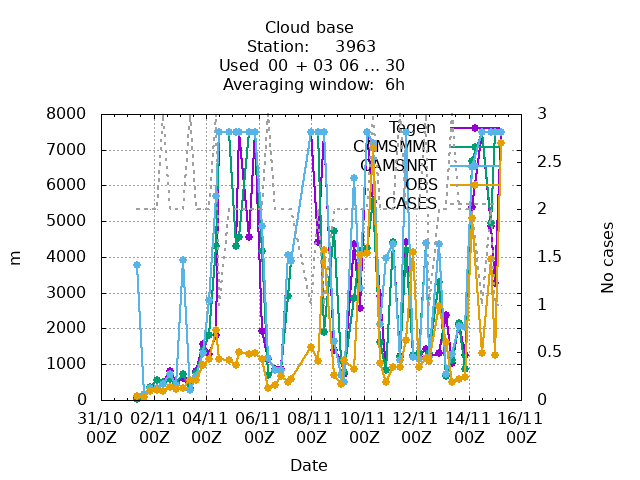 Cloud base
Station: 3963
Used 00 + 03 06 ... 30
Averaging window: 6h
8000
7000
6000
5000
4000
3000
2000
1000
0
m
3
2.5
2
1.5
1
0.5
0
No cases
Tegen
CAMSMMR
CAMSNRT
OBS
CASES
31/10 02/11 04/11 06/11 08/11 10/11 12/11 14/11 16/11
00Z 00Z 00Z 00Z 00Z 00Z 00Z 00Z 00Z
Date